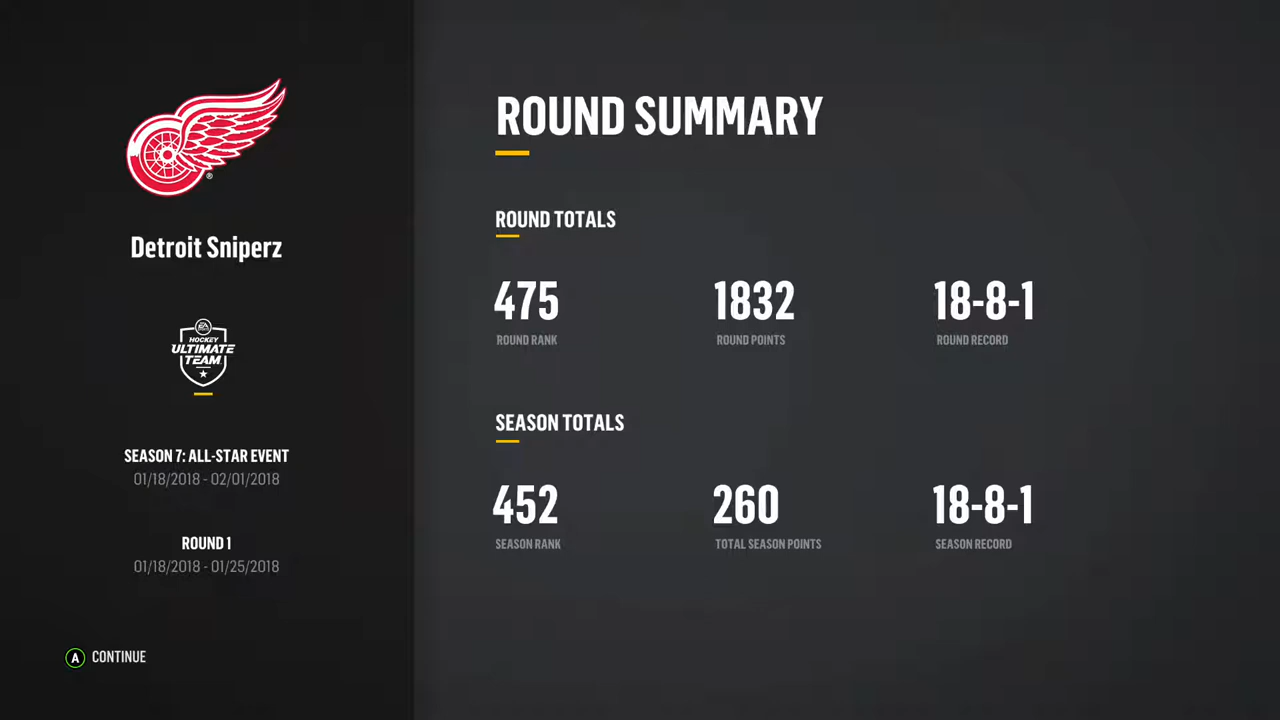 Detroit Sniperz
EA SPORTS
HOCKEY
ULTIMATE
TEAM
SEASON 7: ALL-STAR EVENT
01/18/2018 - 02/01/2018
ROUND 1
01/18/2018 - 01/25/2018
A CONTINUE
ROUND SUMMARY
ROUND TOTALS
475 1832 18-8-1
ROUND RANK ROUND POINTS ROUND RECORD
SEASON TOTALS
452 260 18-8-1
SEASON RANK TOTAL SEASON POINTS SEASON RECORD